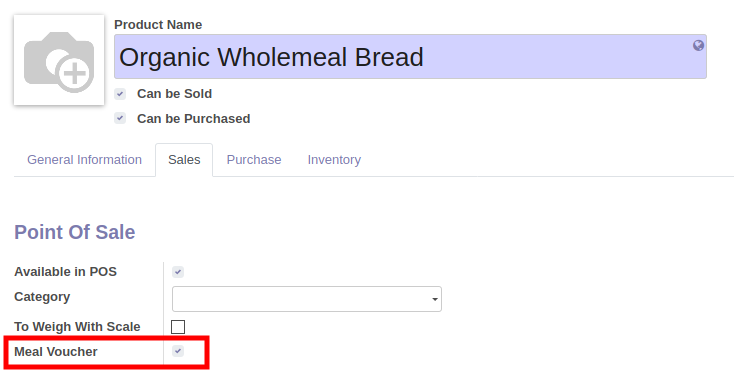 Product Name
Organic Wholemeal Bread
Can be Sold
Can be Purchased
General Information Sales Purchase Inventory
Point Of Sale
Available in POS
Category
To Weigh With Scale
Meal Voucher